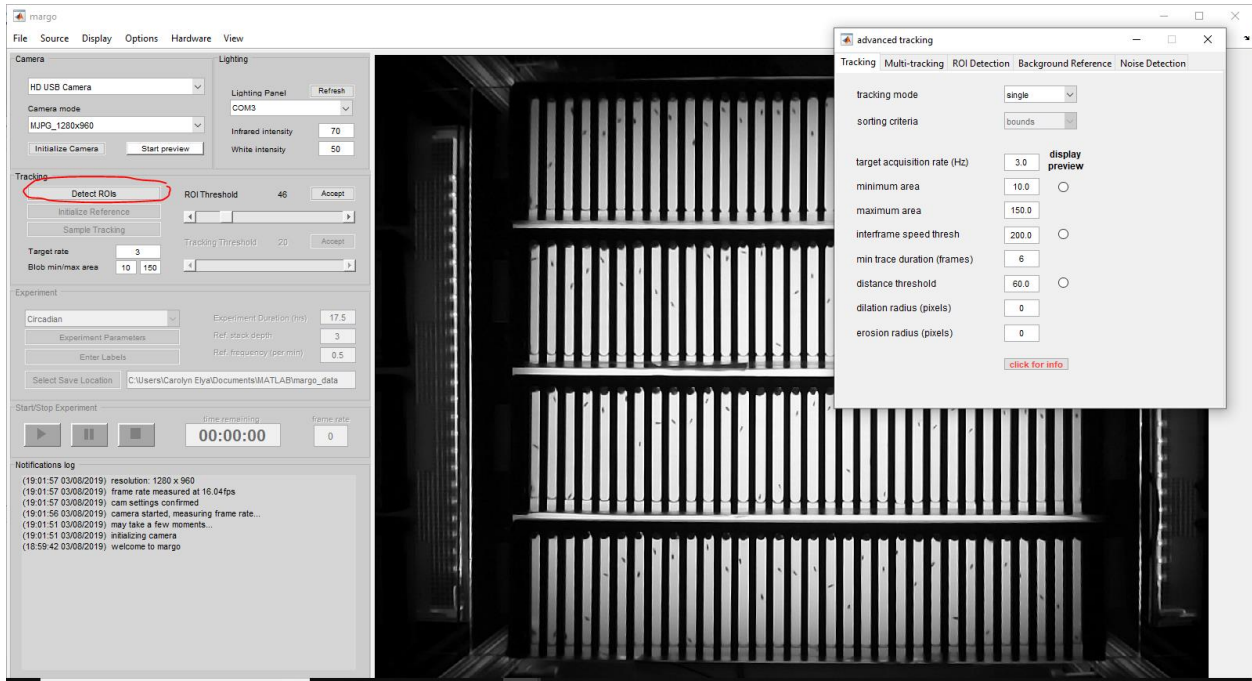 margo
File Source Display Options Hardware View
Camera
HD USB Camera
Camera mode
MJPG_1280x960
Initialize Camera Start preview
Lighting
Lighting Panel Refresh
COM3
Infrared intensity 70
White intensity 50
Tracking
Detect ROIs
Initialize Reference
Sample Tracking
Target rate 3
Blob min/max area 10 150
ROI Threshold 46 Accept
Tracking Threshold 20 Accept
Experiment
Circadian
Experiment Parameters
Enter Labels
Experiment Duration (hrs) 17.5
Ref. stack depth 3
Ref. frequency (per min) 0.5
Select Save Location C:\Users\Carolyn Elya\Documents\MATLAB\margo_data
Start/Stop Experiment
time remaining
00:00:00
frame rate
0
Notifications log
(19:01:57 03/08/2019) resolution: 1280 x 960
(19:01:57 03/08/2019) frame rate measured at 16.04fps
(19:01:57 03/08/2019) cam settings confirmed
(19:01:56 03/08/2019) camera started, measuring frame rate...
(19:01:51 03/08/2019) may take a few moments...
(19:01:51 03/08/2019) initializing camera
(18:59:42 03/08/2019) welcome to margo
advanced tracking
Tracking Multi-tracking ROI Detection Background Reference Noise Detection
tracking mode single
sorting criteria bounds
display
preview
target acquisition rate (Hz) 3.0
minimum area 10.0
maximum area 150.0
interframe speed thresh 200.0
min trace duration (frames) 6
distance threshold 60.0
dilation radius (pixels) 0
erosion radius (pixels) 0
click for info